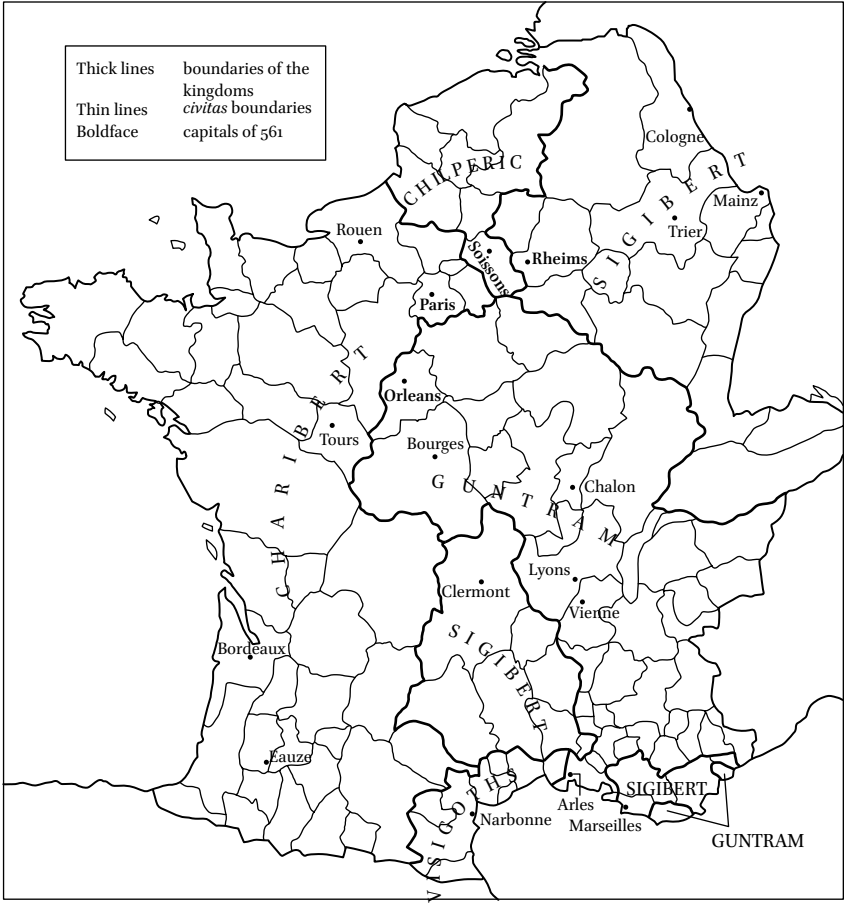 Thick lines boundaries of the
kingdoms
Thin lines civitas boundaries
Boldface capitals of 561
Cologne
CHILPERIC
SIGIBERT
Mainz
Rouen
Trier
Soissons
Rheims
Paris
CHARIBERT
Orleans
Tours
Bourges
GUNTRAM
Chalon
Lyons
Clermont
Vienne
SIGIBERT
Bordeaux
Eauze
VISIGOTHS
SIGIBERT
Arles
Narbonne
Marseilles
GUNTRAM